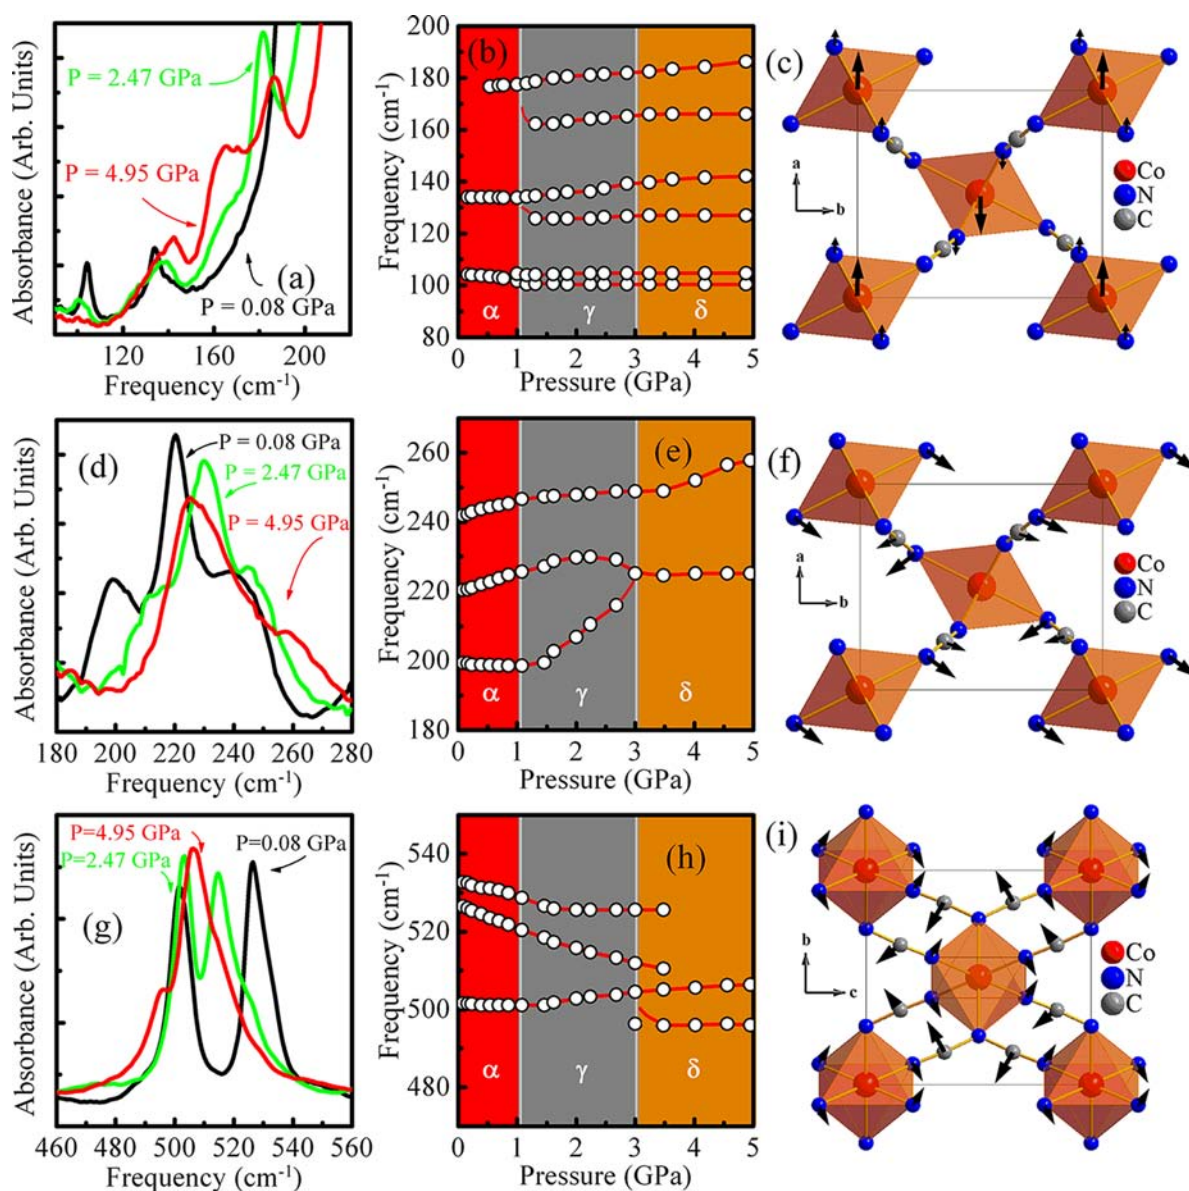 Absorbance (Arb. Units)
P = 2.47 GPa
P = 4.95 GPa
(a)
P = 0.08 GPa
120 160 200
Frequency (cm-1)
Frequency (cm-1)
200
180
160
140
120
100
80
(b)
α γ δ
0 1 2 3 4 5
Pressure (GPa)
(c)
a
b
Co
N
C
Absorbance (Arb. Units)
(d)
P = 0.08 GPa
P = 2.47 GPa
P = 4.95 GPa
180 200 220 240 260 280
Frequency (cm-1)
Frequency (cm-1)
260
240
220
200
180
(e)
α γ δ
0 1 2 3 4 5
Pressure (GPa)
(f)
a
b
Co
N
C
Absorbance (Arb. Units)
P=4.95 GPa
P=2.47 GPa
P=0.08 GPa
(g)
460 480 500 520 540 560
Frequency (cm-1)
Frequency (cm-1)
540
520
500
480
(h)
α γ δ
0 1 2 3 4 5
Pressure (GPa)
(i)
b
c
Co
N
C